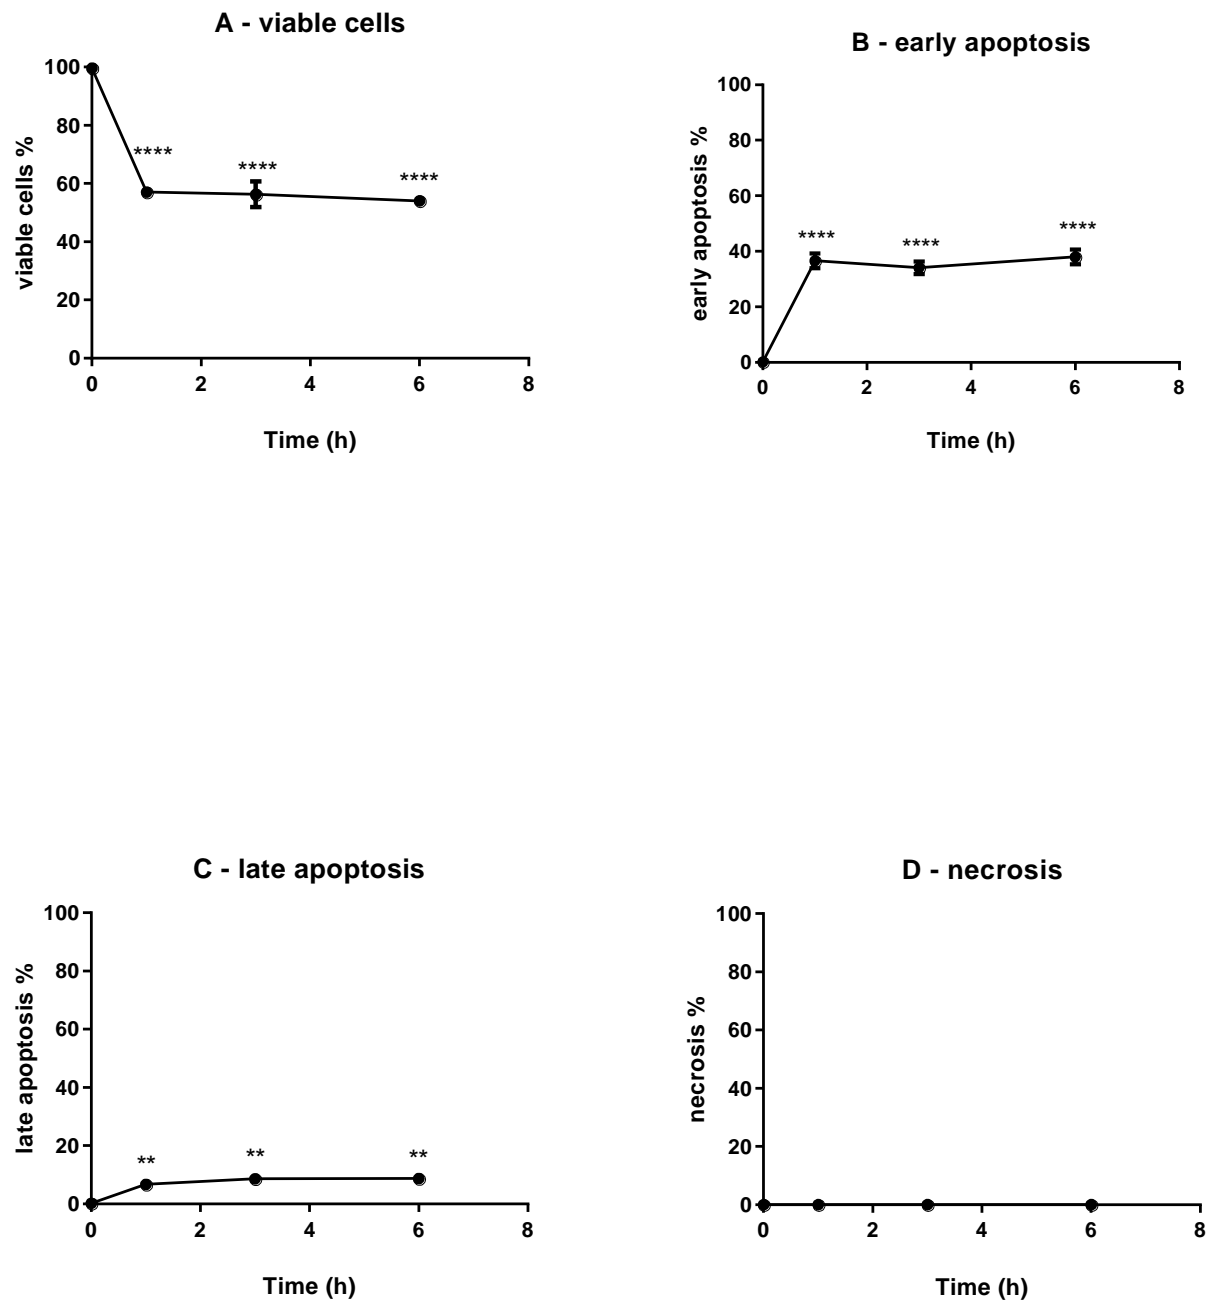 A - viable cells
viable cells %
100
80
60
40
20
0
****
****
****
0 2 4 6 8
Time (h)
B - early apoptosis
early apoptosis %
100
80
60
40
20
0
****
****
****
0 2 4 6 8
Time (h)
C - late apoptosis
late apoptosis %
100
80
60
40
20
0
**
**
**
0 2 4 6 8
Time (h)
D - necrosis
necrosis %
100
80
60
40
20
0
0 2 4 6 8
Time (h)